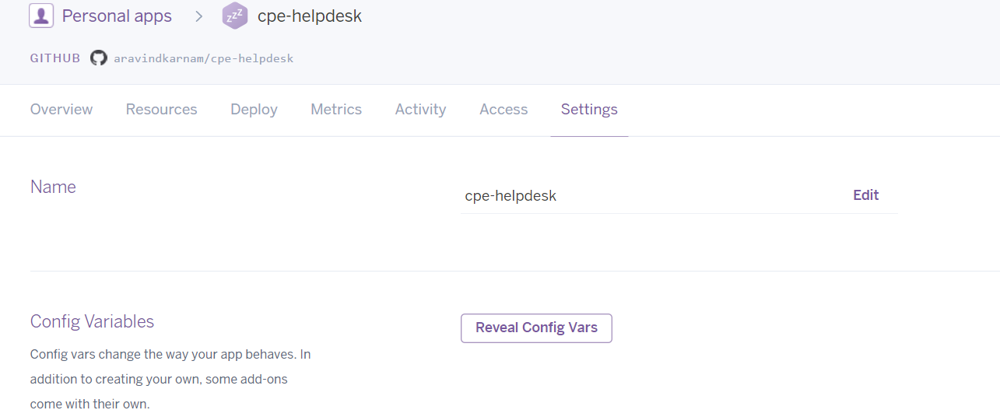 Personal apps > zzz cpe-helpdesk
GITHUB aravindkarnam/cpe-helpdesk
Overview Resources Deploy Metrics Activity Access Settings
Name
cpe-helpdesk Edit
Config Variables
Reveal Config Vars
Config vars change the way your app behaves. In
addition to creating your own, some add-ons
come with their own.